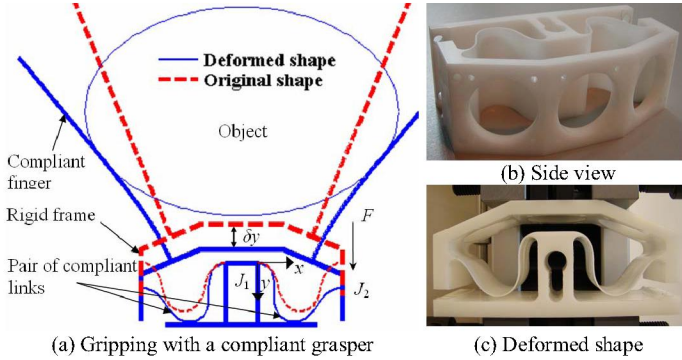 Deformed shape
Original shape
Object
Compliant
finger
Rigid frame
δy
F
Pair of compliant
links
x
J1
y
J2
(a) Gripping with a compliant grasper
(b) Side view
(c) Deformed shape